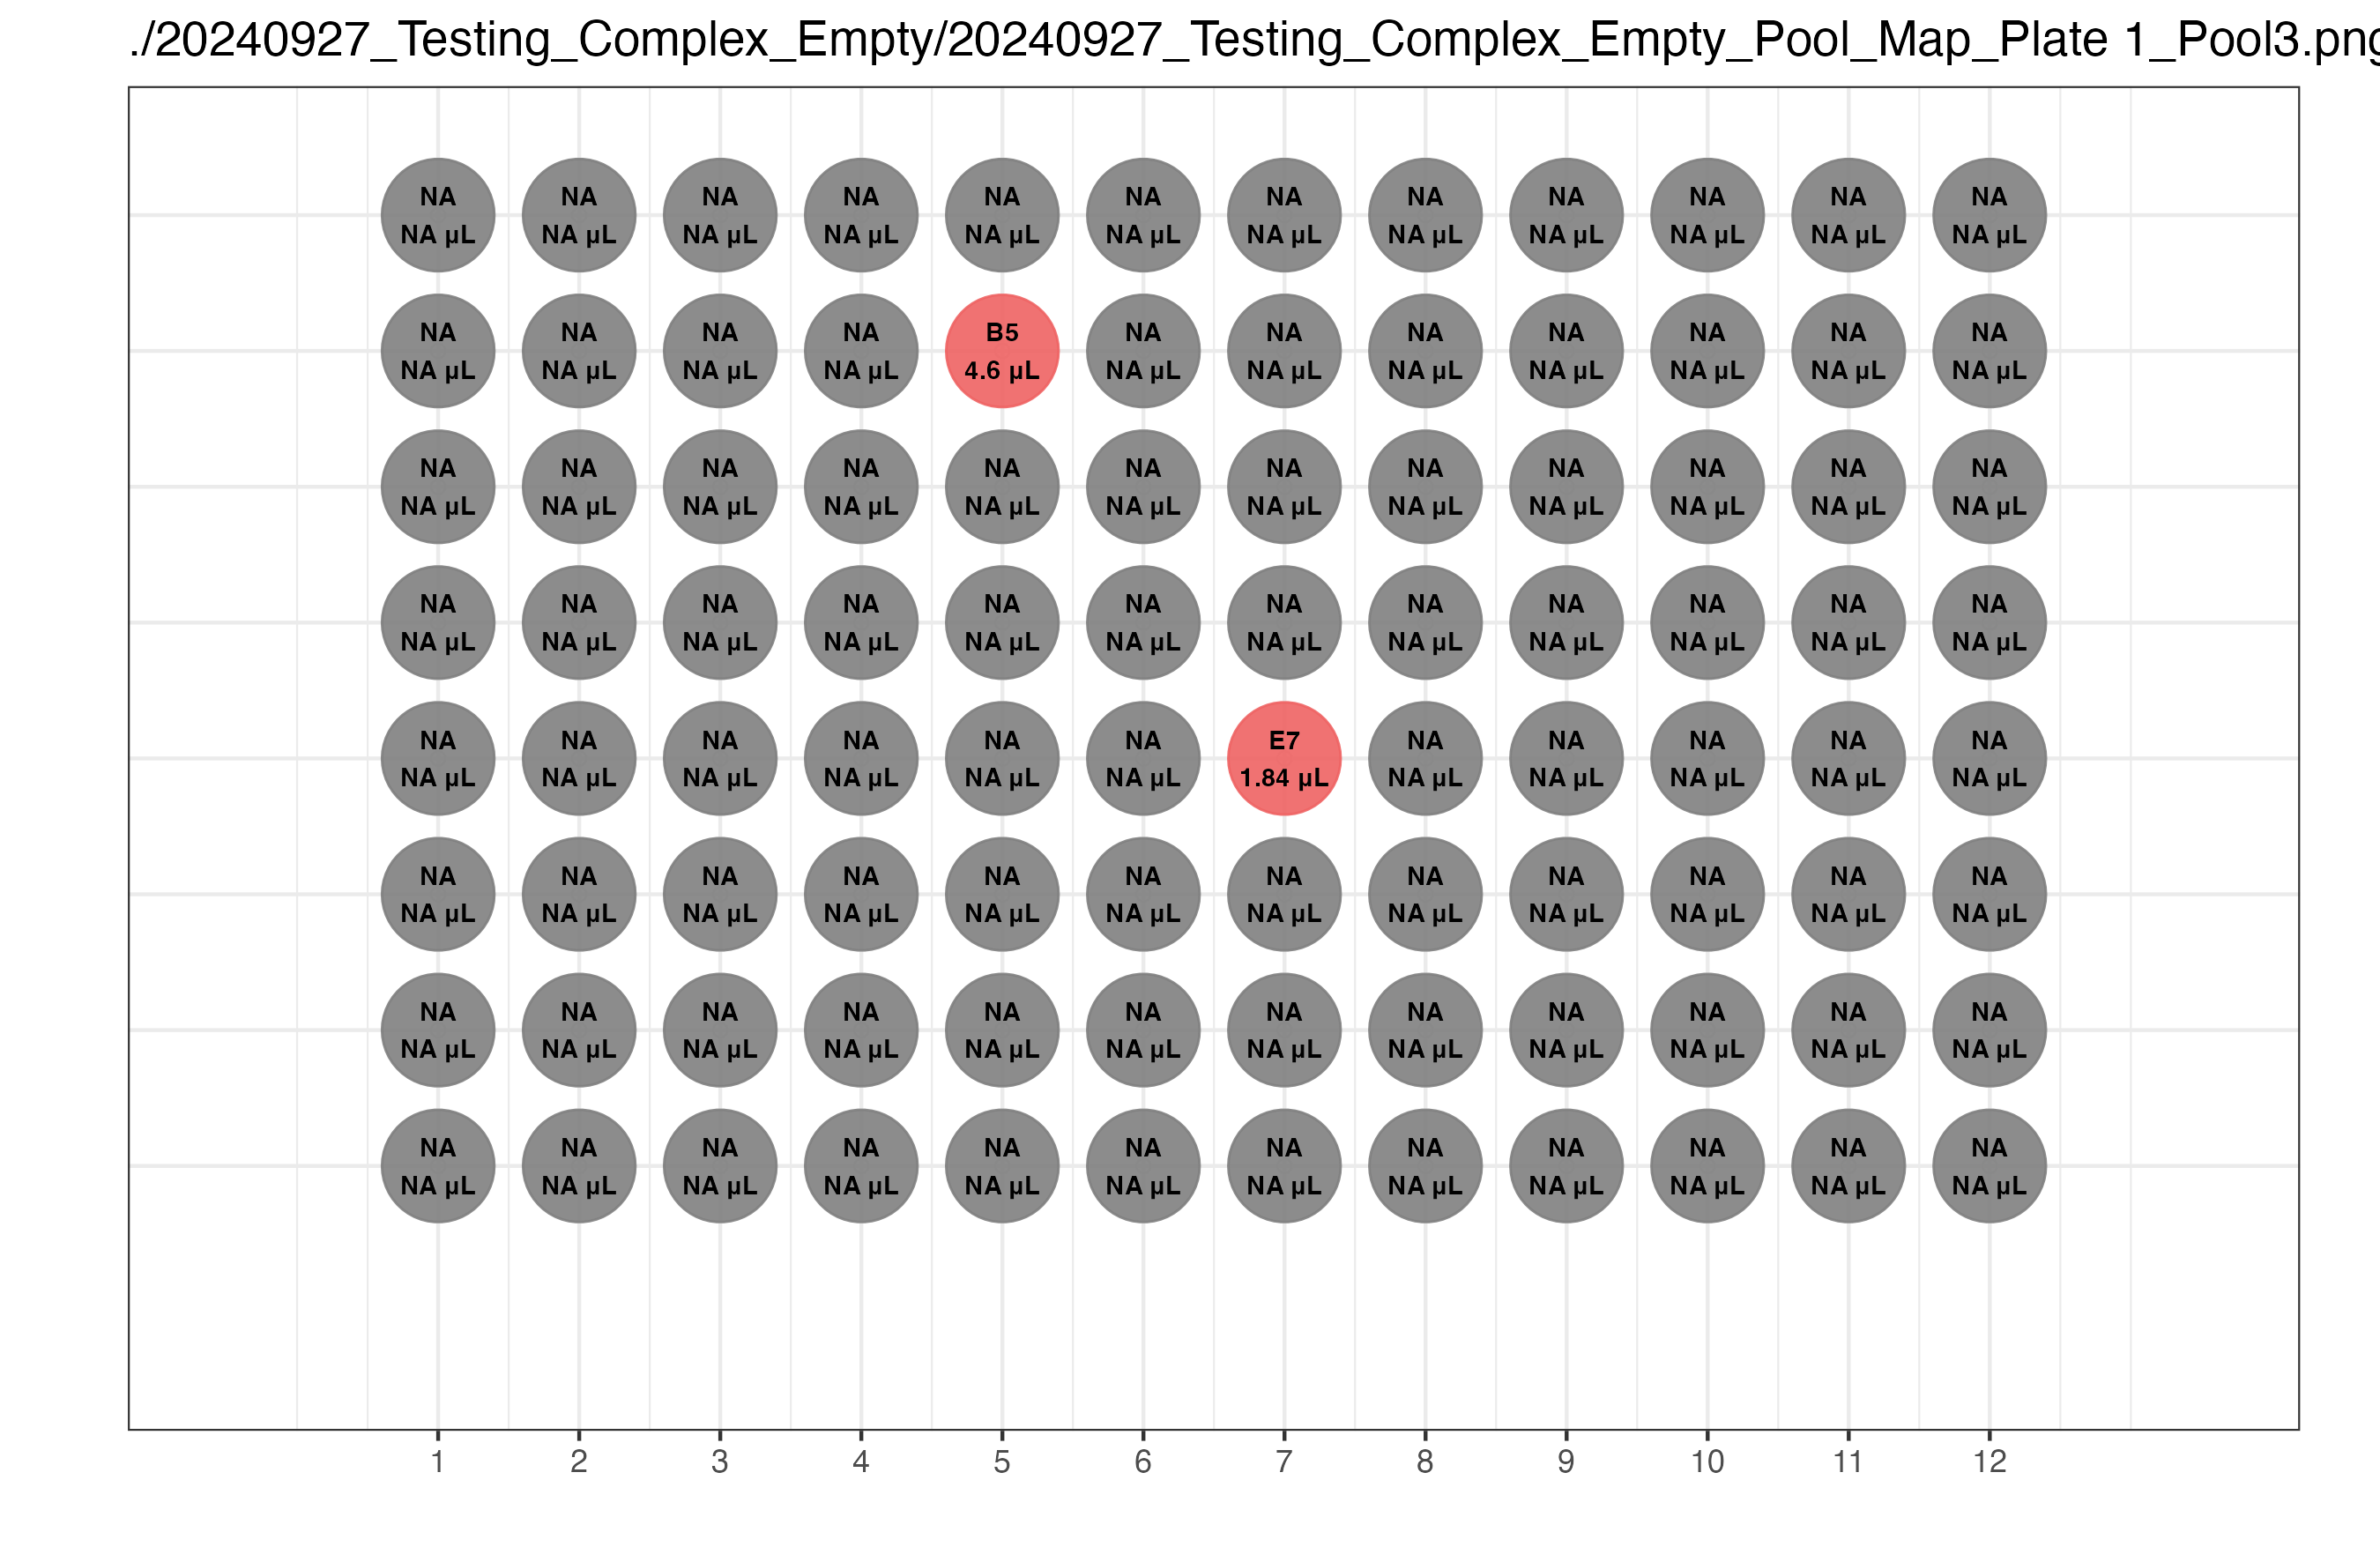 ./20240927_Testing_Complex_Empty/20240927_Testing_Complex_Empty_Pool_Map_Plate 1_Pool3.png
NA NA NA NA NA NA NA NA NA NA NA NA
NA µL NA µL NA µL NA µL NA µL NA µL NA µL NA µL NA µL NA µL NA µL NA µL
NA NA NA NA B5 NA NA NA NA NA NA NA
NA µL NA µL NA µL NA µL 4.6 µL NA µL NA µL NA µL NA µL NA µL NA µL NA µL
NA NA NA NA NA NA NA NA NA NA NA NA
NA µL NA µL NA µL NA µL NA µL NA µL NA µL NA µL NA µL NA µL NA µL NA µL
NA NA NA NA NA NA NA NA NA NA NA NA
NA µL NA µL NA µL NA µL NA µL NA µL NA µL NA µL NA µL NA µL NA µL NA µL
NA NA NA NA NA NA E7 NA NA NA NA NA
NA µL NA µL NA µL NA µL NA µL NA µL 1.84 µL NA µL NA µL NA µL NA µL NA µL
NA NA NA NA NA NA NA NA NA NA NA NA
NA µL NA µL NA µL NA µL NA µL NA µL NA µL NA µL NA µL NA µL NA µL NA µL
NA NA NA NA NA NA NA NA NA NA NA NA
NA µL NA µL NA µL NA µL NA µL NA µL NA µL NA µL NA µL NA µL NA µL NA µL
NA NA NA NA NA NA NA NA NA NA NA NA
NA µL NA µL NA µL NA µL NA µL NA µL NA µL NA µL NA µL NA µL NA µL NA µL
1 2 3 4 5 6 7 8 9 10 11 12